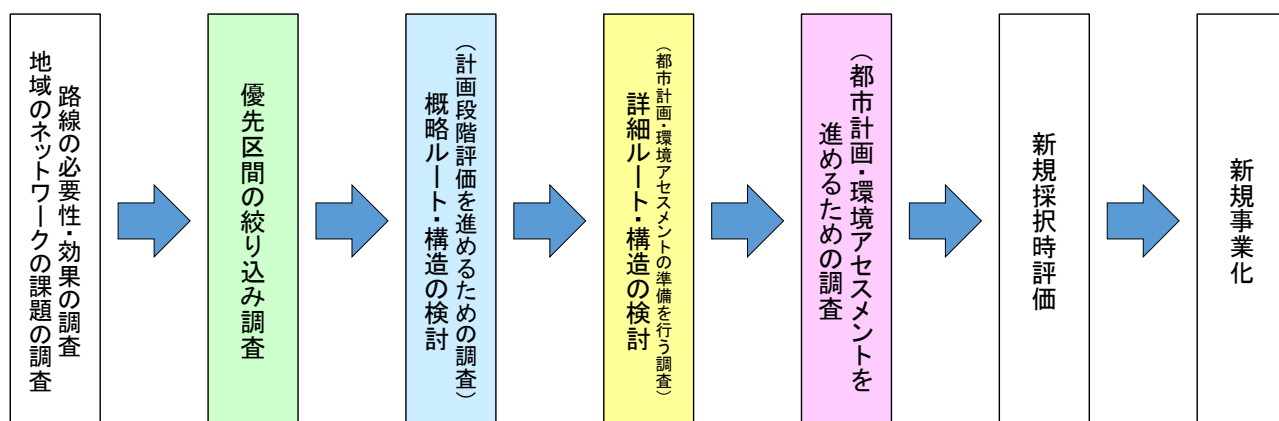 路線の必要性・効果の調査
地域のネットワークの課題の調査
優先区間の絞り込み調査
（計画段階評価を進めるための調査）
概略ルート・構造の検討
（都市計画・環境アセスメントの準備を行う調査）
詳細ルート・構造の検討
（都市計画・環境アセスメントを
進めるための調査
新規採択時評価
新規事業化